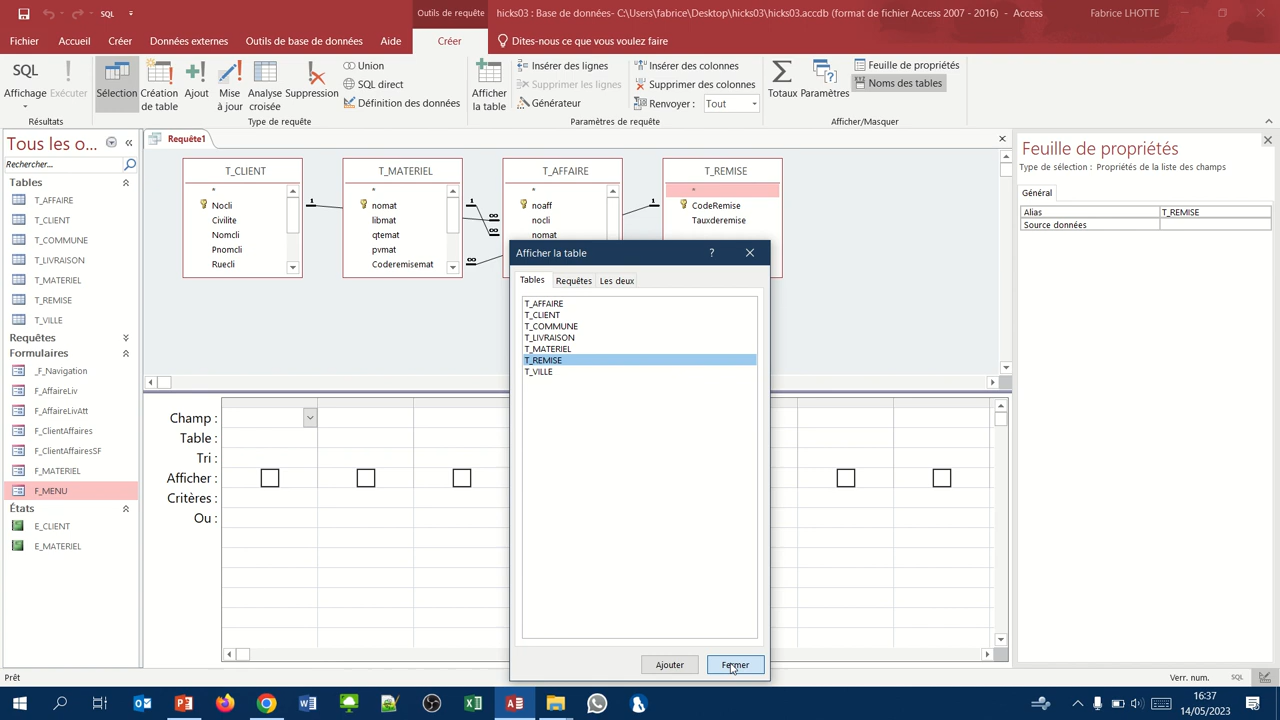 SQL
Outils de requête
hicks03 : Base de données- C:\Users\fabrice\Desktop\hicks03\hicks03.accdb (format de fichier Access 2007 - 2016) - Access
Fabrice LHOTTE
Fichier
Accueil
Créer
Données externes
Outils de base de données
Aide
Créer
Dites-nous ce que vous voulez faire
SQL
Affichage
Exécuter
Résultats
Sélection
Création de table
Ajout
Mise à jour
Analyse croisée
Suppression
Union
SQL direct
Définition des données
Type de requête
Afficher la table
Insérer des lignes
Supprimer les lignes
Générateur
Insérer des colonnes
Supprimer des colonnes
Renvoyer : Tout
Paramètres de requête
Totaux
Paramètres
Feuille de propriétés
Noms des tables
Afficher/Masquer
Tous les o...
Rechercher...
Tables
T_AFFAIRE
T_CLIENT
T_COMMUNE
T_LIVRAISON
T_MATERIEL
T_REMISE
T_VILLE
Requêtes
Formulaires
_F_Navigation
F_AffaireLiv
F_AffaireLivAtt
F_ClientAffaires
F_ClientAffairesSF
F_MATERIEL
F_MENU
États
E_CLIENT
E_MATERIEL
Requête1
T_CLIENT
*
Nocli
Civilite
Nomcli
Pnomcli
Ruecli
1
T_MATERIEL
*
nomat
libmat
qtemat
pvmat
Coderemisemat
1
∞
∞
∞
T_AFFAIRE
*
noaff
nocli
nomat
1
T_REMISE
*
CodeRemise
Tauxderemise
Champ :
Table :
Tri :
Afficher :
Critères :
Ou :
Afficher la table
?
Tables
Requêtes
Les deux
T_AFFAIRE
T_CLIENT
T_COMMUNE
T_LIVRAISON
T_MATERIEL
T_REMISE
T_VILLE
Ajouter
Fermer
Feuille de propriétés
Type de sélection : Propriétés de la liste des champs
Général
Alias T_REMISE
Source données
Prêt
Verr. num.
SQL
16:37
14/05/2023